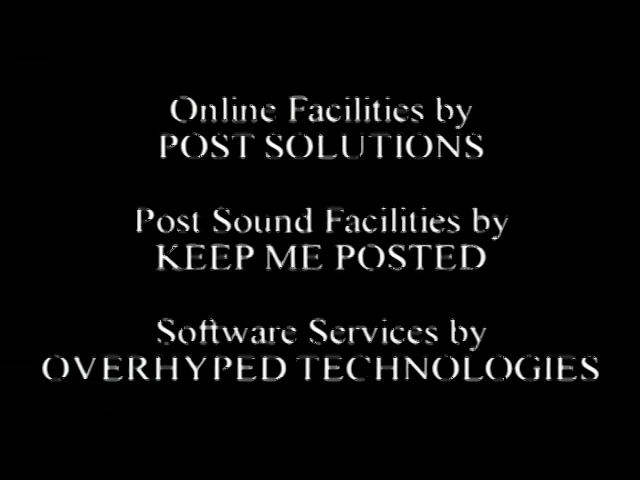 Online Facilities by
POST SOLUTIONS
Post Sound Facilities by
KEEP ME POSTED
Software Services by
OVERHYPED TECHNOLOGIES